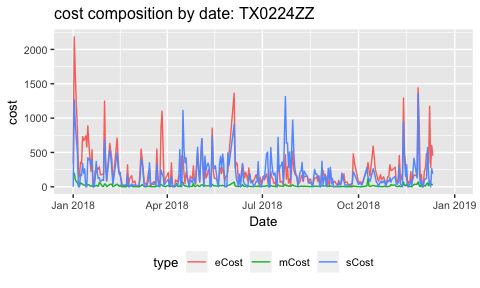 cost composition by date: TX0224ZZ
2000
1500
1000
500
0
cost
Jan 2018
Apr 2018
Jul 2018
Oct 2018
Jan 2019
Date
type eCost mCost sCost